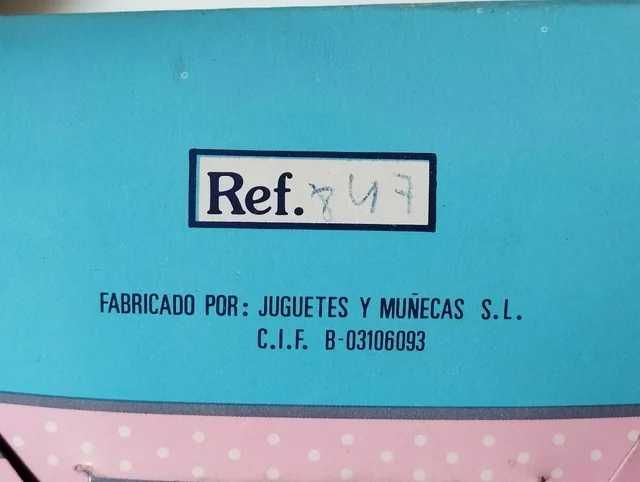 Ref. 847
FABRICADO POR: JUGUETES Y MUÑECAS S.L.
C.I.F. B-03106093